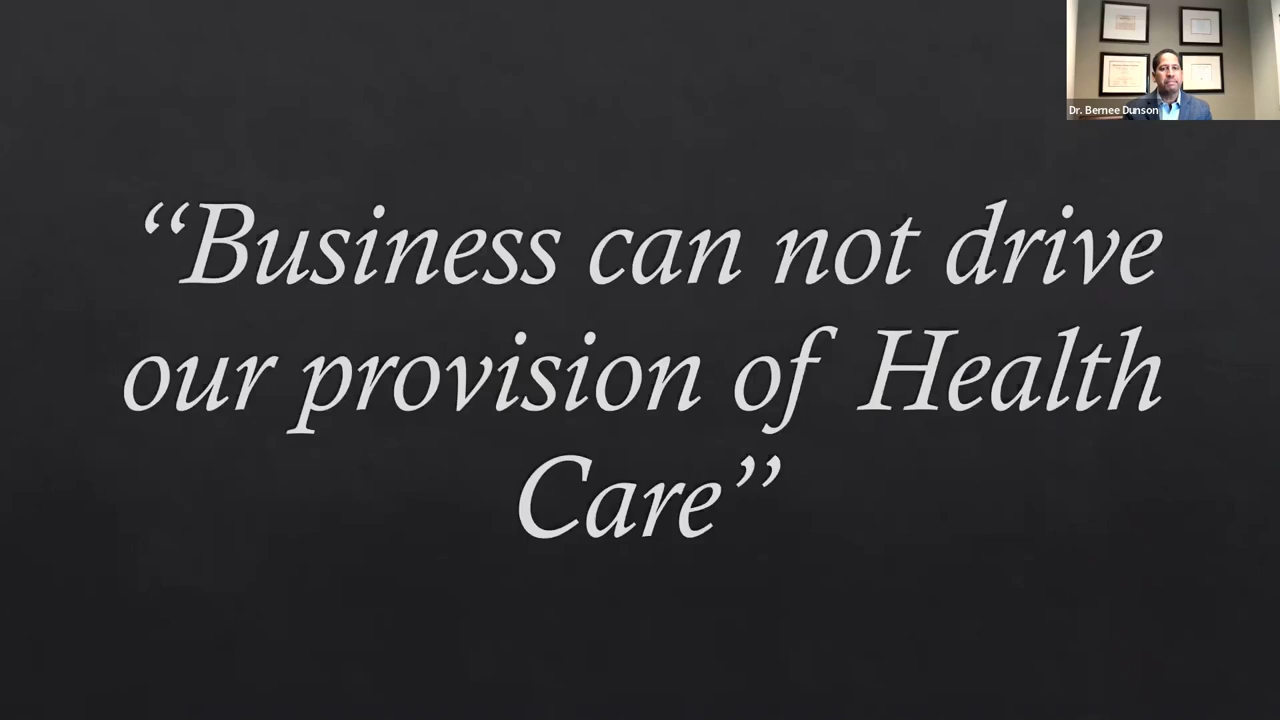 Dr. Bernee Dunson
“Business can not drive
our provision of Health
Care”